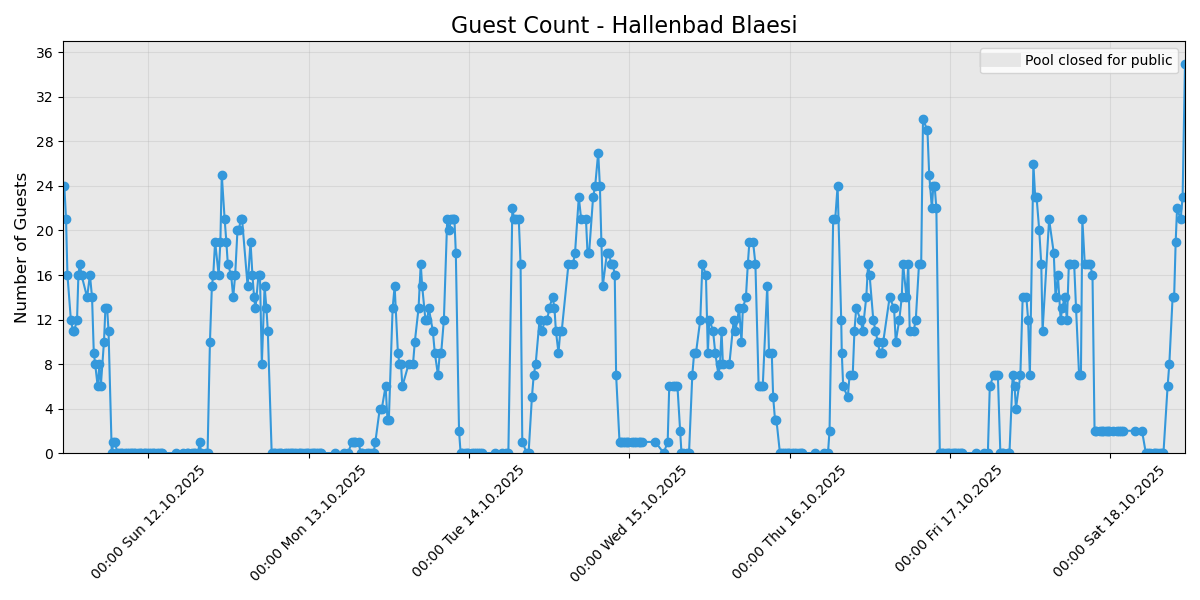 Guest Count - Hallenbad Blaesi
Pool closed for public
Number of Guests
36
32
28
24
20
16
12
8
4
0
00:00 Sun 12.10.2025
00:00 Mon 13.10.2025
00:00 Tue 14.10.2025
00:00 Wed 15.10.2025
00:00 Thu 16.10.2025
00:00 Fri 17.10.2025
00:00 Sat 18.10.2025